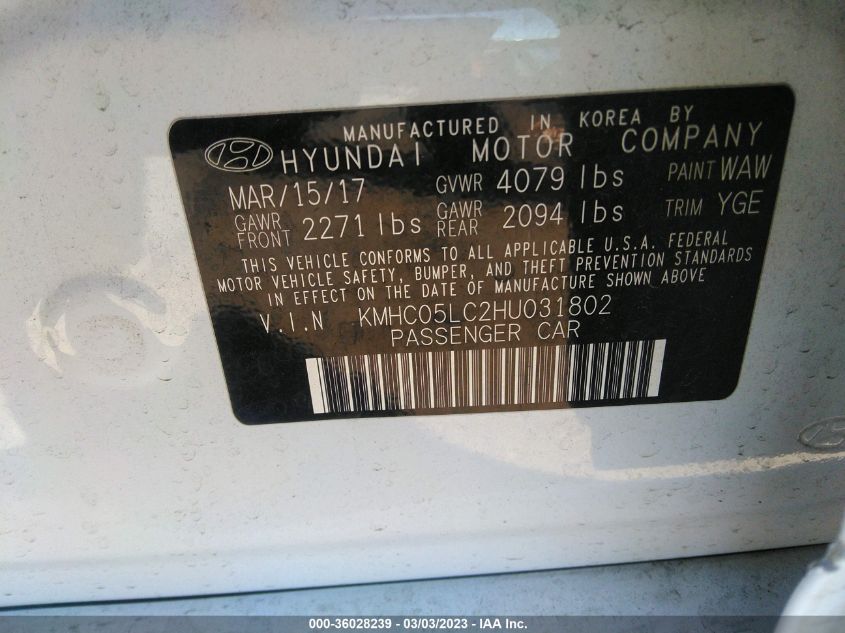 MANUFACTURED IN KOREA BY
HYUNDAI MOTOR COMPANY
MAR/15/17 GVWR 4079 lbs PAINT WAW
GAWR FRONT 2271 lbs GAWR REAR 2094 lbs TRIM YGE
THIS VEHICLE CONFORMS TO ALL APPLICABLE U.S.A. FEDERAL
MOTOR VEHICLE SAFETY, BUMPER, AND THEFT PREVENTION STANDARDS
IN EFFECT ON THE DATE OF MANUFACTURE SHOWN ABOVE
V.I.N KMHC05LC2HU031802
PASSENGER CAR
000-36028239 - 03/03/2023 - IAA Inc.